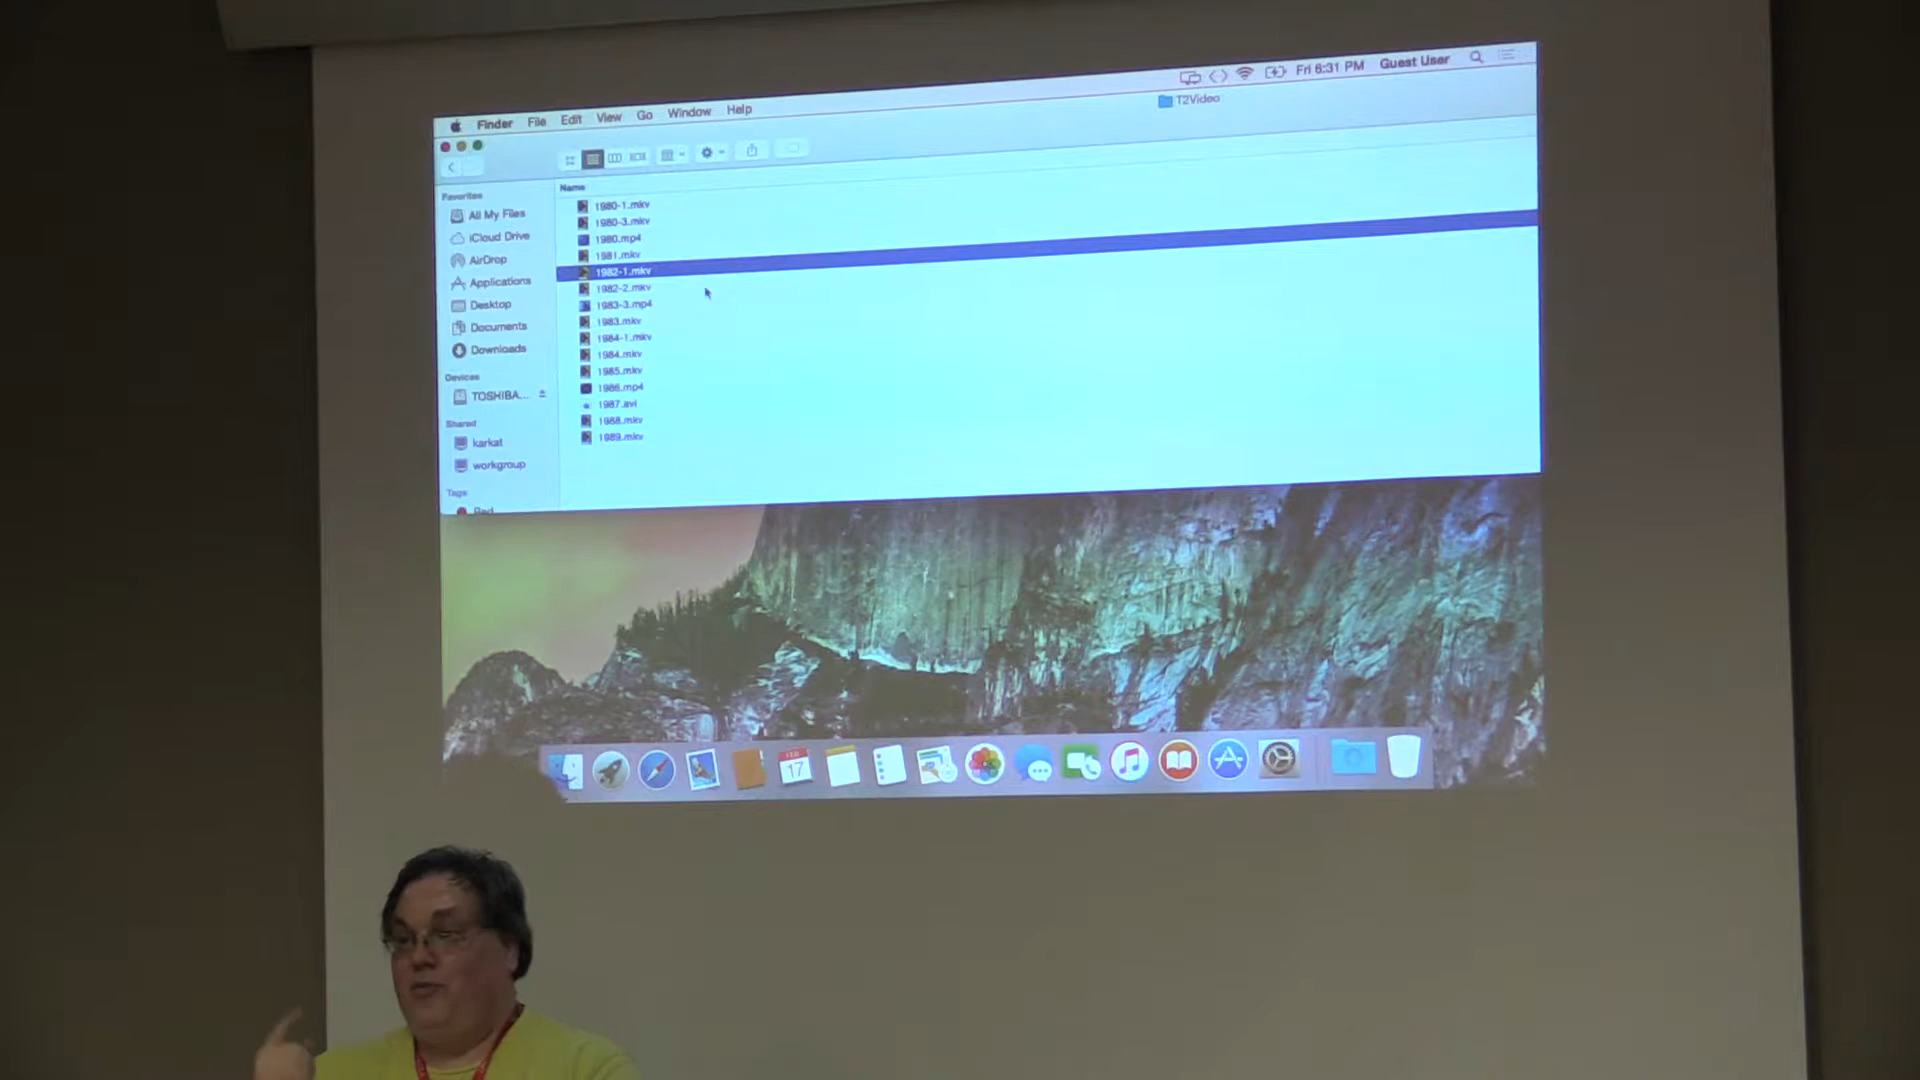 Finder File Edit View Go Window Help Fri 6:31 PM Guest User
T2Video
Favorites
All My Files
iCloud Drive
AirDrop
Applications
Desktop
Documents
Downloads
Devices
TOSHIBA...
Shared
karkat
workgroup
Tags
Red
Name
1980-1.mkv
1980-3.mkv
1980.mp4
1981.mkv
1982-1.mkv
1982-2.mkv
1983-3.mp4
1983.mkv
1984-1.mkv
1984.mkv
1985.mkv
1986.mp4
1987.avi
1988.mkv
1989.mkv
17